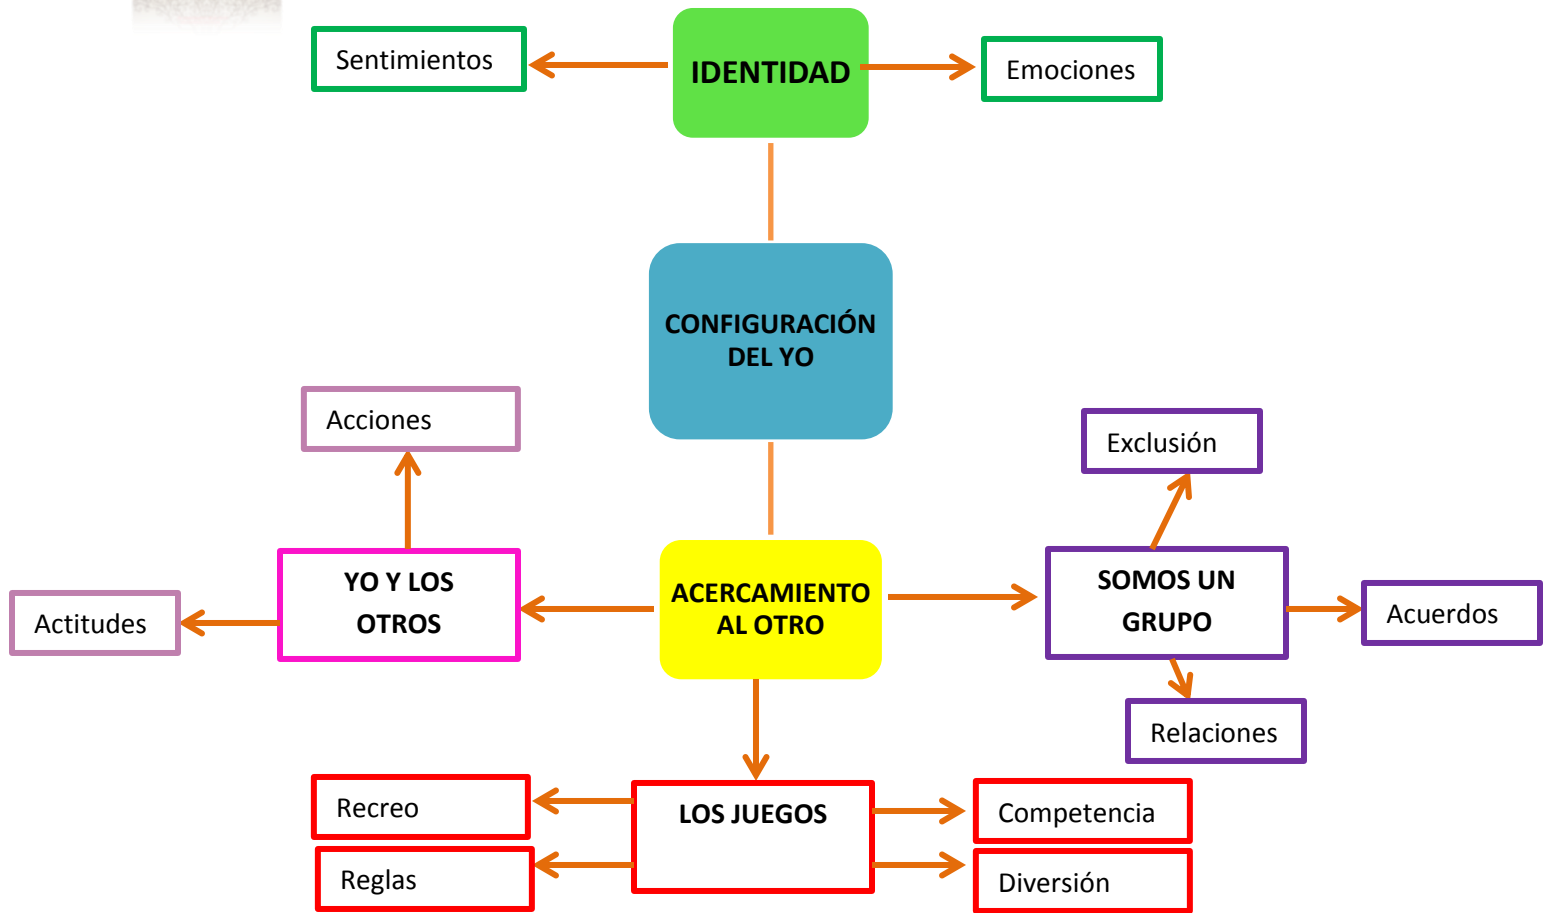 Sentimientos
IDENTIDAD
Emociones
CONFIGURACIÓN
DEL YO
Acciones
Exclusión
YO Y LOS
OTROS
ACERCAMIENTO
AL OTRO
SOMOS UN
GRUPO
Actitudes
Acuerdos
Relaciones
Recreo
LOS JUEGOS
Competencia
Reglas
Diversión